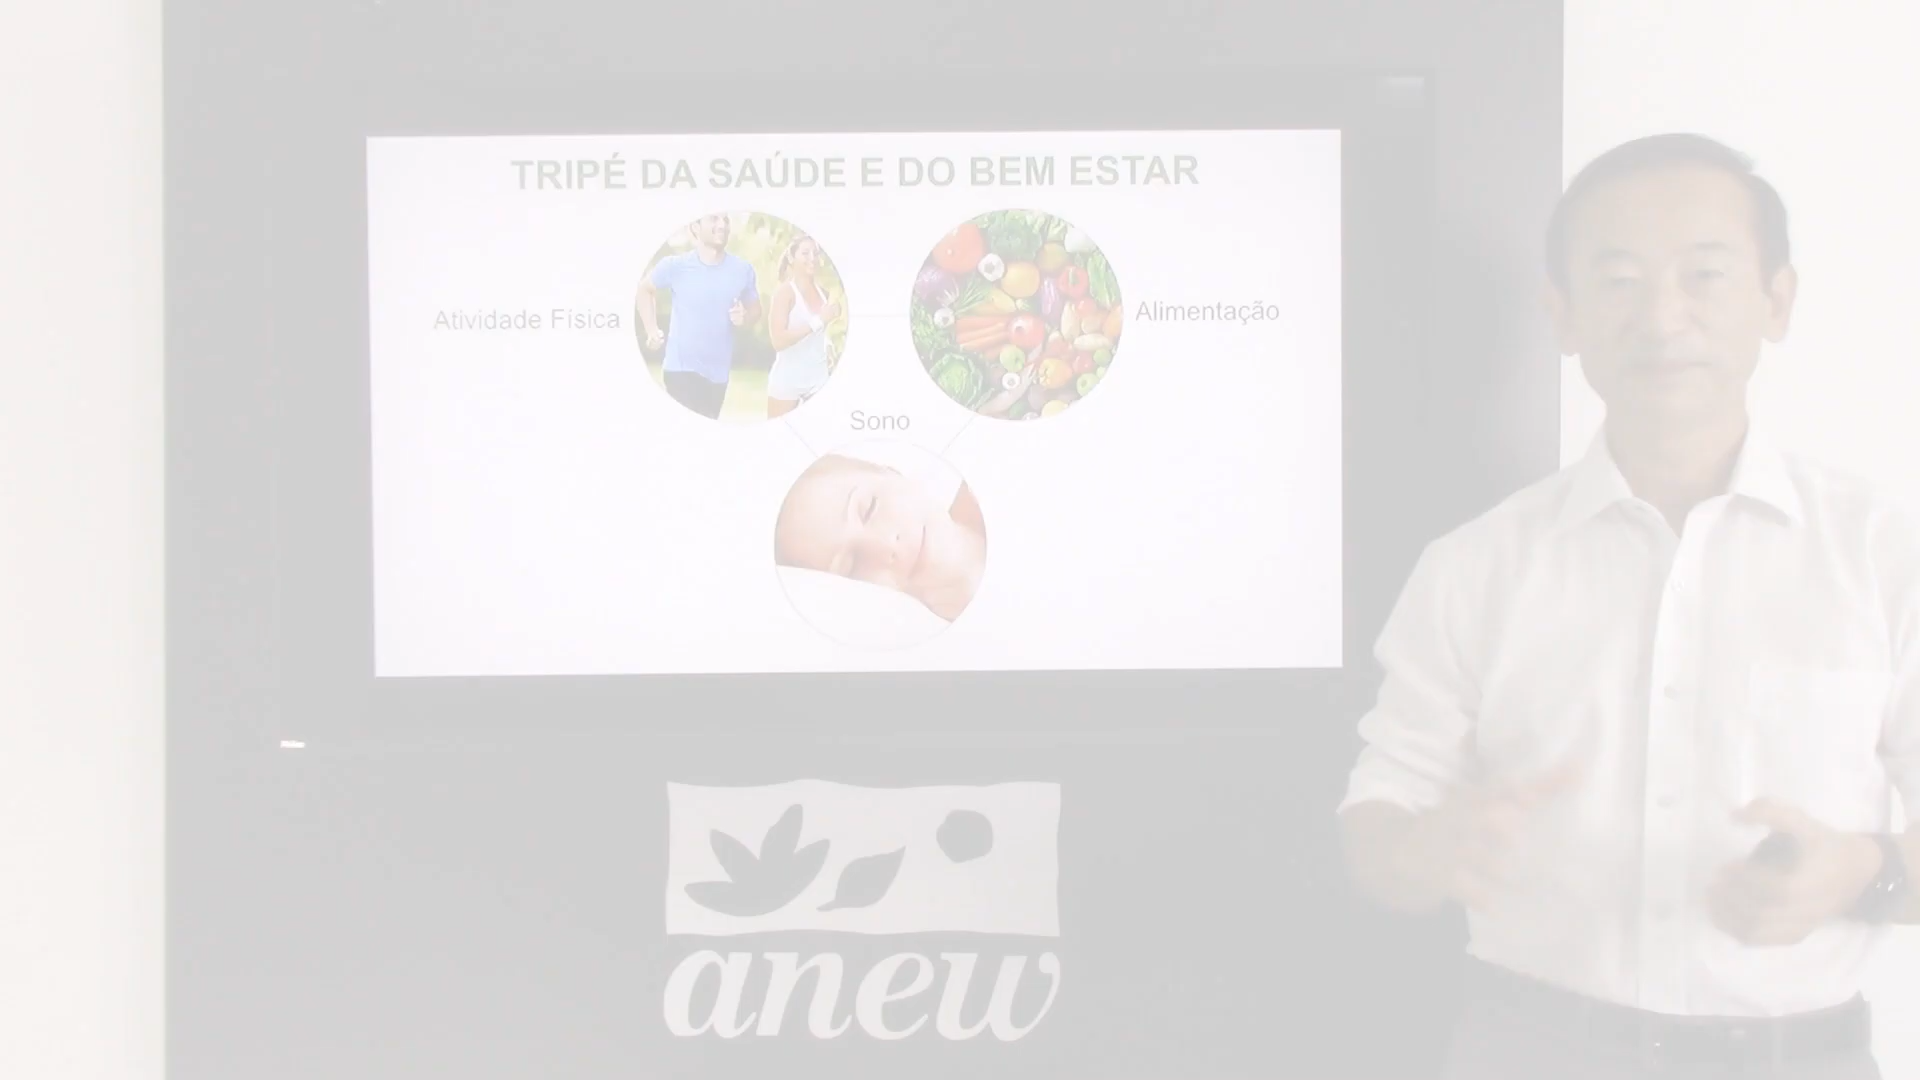 TRIPÉ DA SAÚDE E DO BEM ESTAR
Atividade Física
Alimentação
Sono
anew